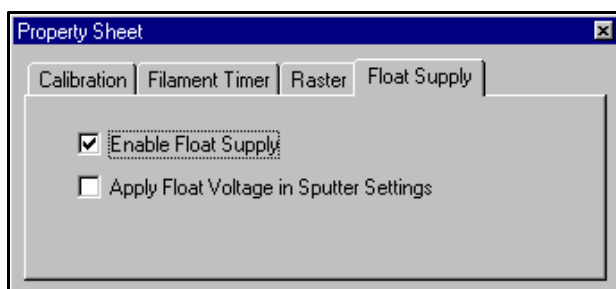 Property Sheet
Calibration Filament Timer Raster Float Supply
Enable Float Supply
Apply Float Voltage in Sputter Settings